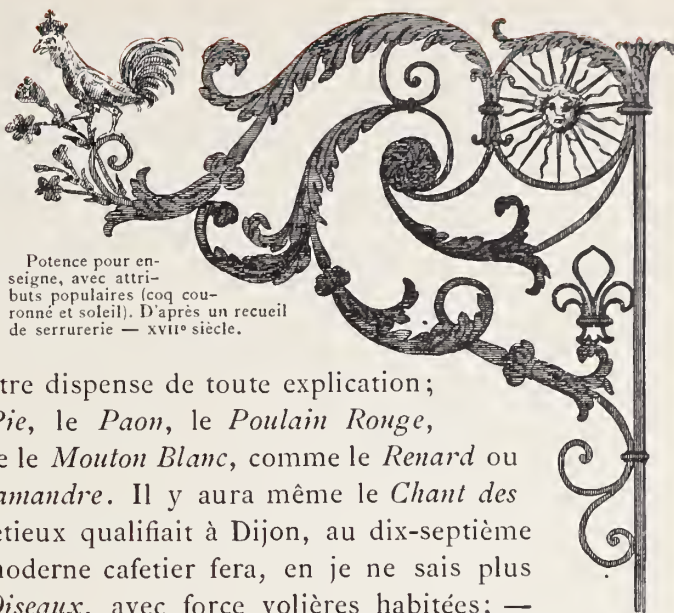 Potence pour en-
seigne, avec attri-
buts populaires (coq cou-
ronné et soleil). D'après un recueil
de serrurerie — XVIIe siècle.
tre dispense de toute explication;
Pie, le Paon, le Poulain Rouge,
e le Mouton Blanc, comme le Renard ou
amandre. Il y aura même le Chant des
etieux qualifiait à Dijon, au dix-septième
moderne cafetier fera, en je ne sais plus
Oiseaux, avec force volières habitées; —